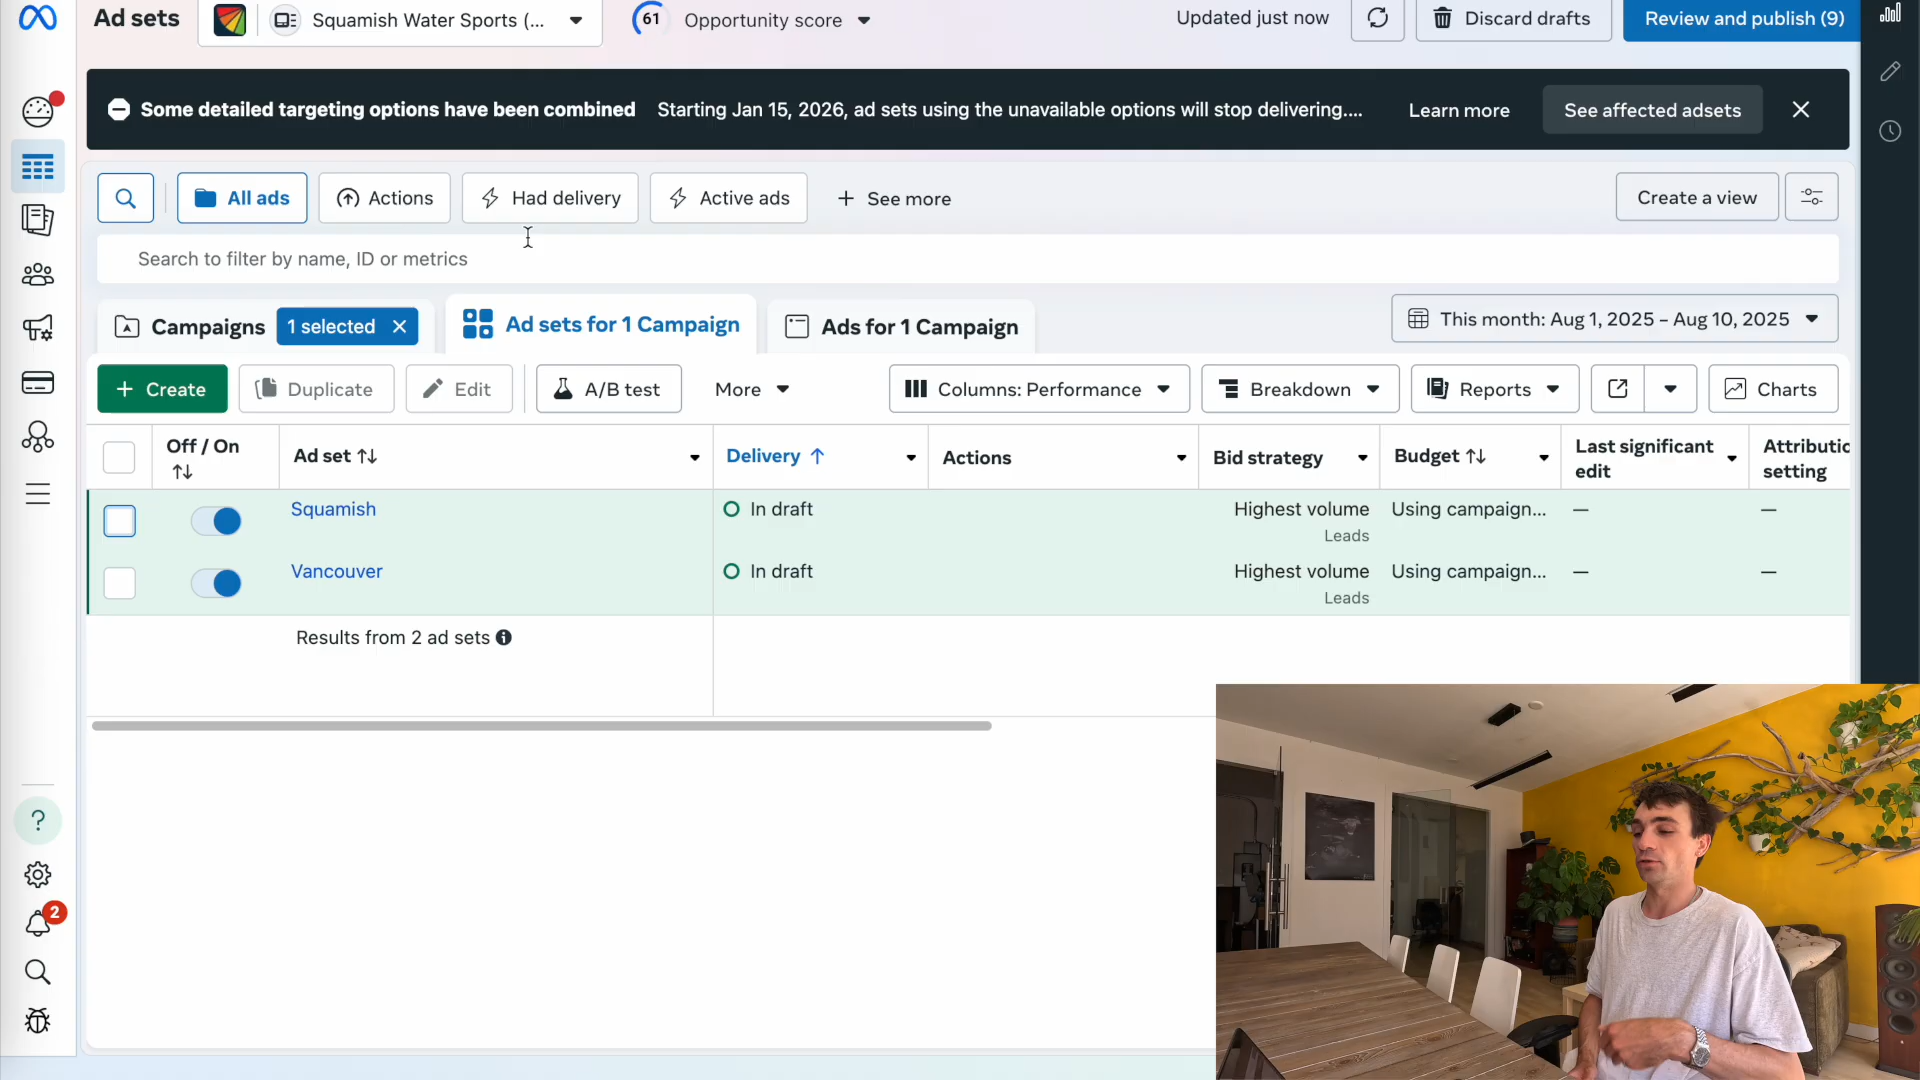 Ad sets
Squamish Water Sports (...
61
Opportunity score
Updated just now
Discard drafts
Review and publish (9)
Some detailed targeting options have been combined
Starting Jan 15, 2026, ad sets using the unavailable options will stop delivering....
Learn more
See affected adsets
All ads
Actions
Had delivery
Active ads
See more
Create a view
Search to filter by name, ID or metrics
Campaigns
1 selected
Ad sets for 1 Campaign
Ads for 1 Campaign
This month: Aug 1, 2025 – Aug 10, 2025
+ Create
Duplicate
Edit
A/B test
More
Columns: Performance
Breakdown
Reports
Charts
Off / On
Ad set
Delivery
Actions
Bid strategy
Budget
Last significant
edit
Attributio
setting
Squamish
In draft
Highest volume
Leads
Using campaign...
—
—
Vancouver
In draft
Highest volume
Leads
Using campaign...
—
—
Results from 2 ad sets
?
2